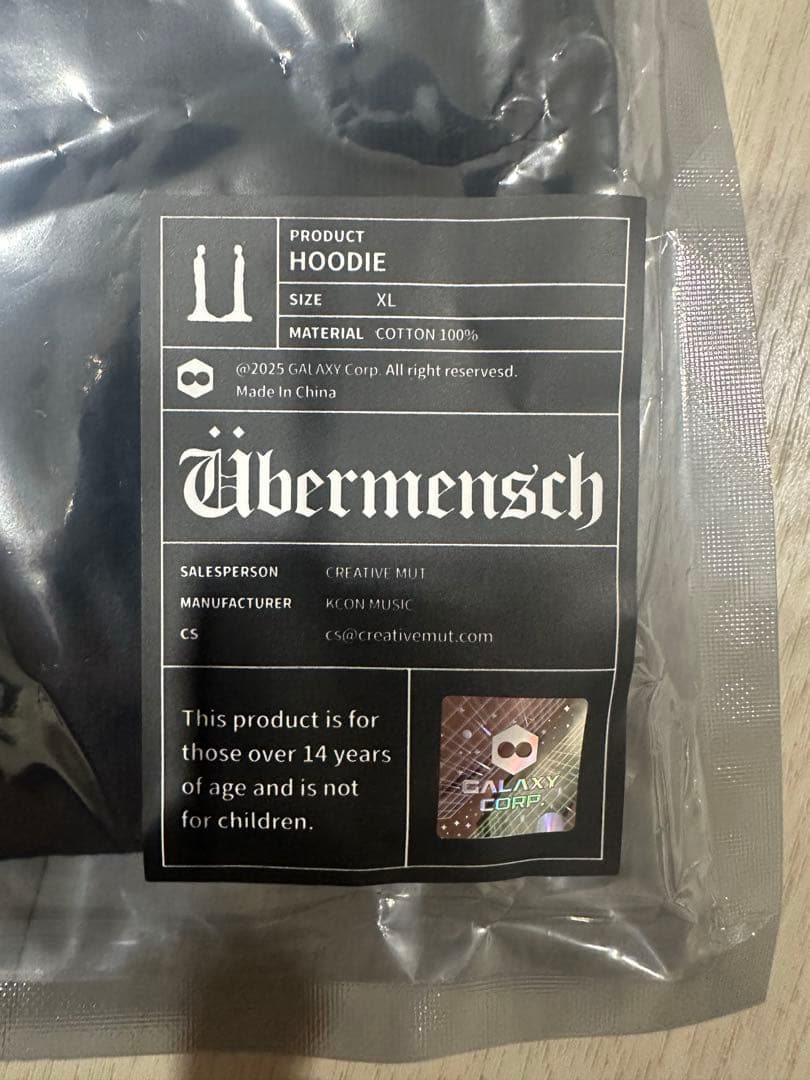 PRODUCT
HOODIE
SIZE XL
MATERIAL COTTON 100%
@2025 GALAXY Corp. All right reservesd.
Made In China
Übermensch
SALESPERSON CREATIVE MUT
MANUFACTURER KCON MUSIC
CS cs@creativemut.com
This product is for
those over 14 years
of age and is not
for children.
GALAXY
CORP.